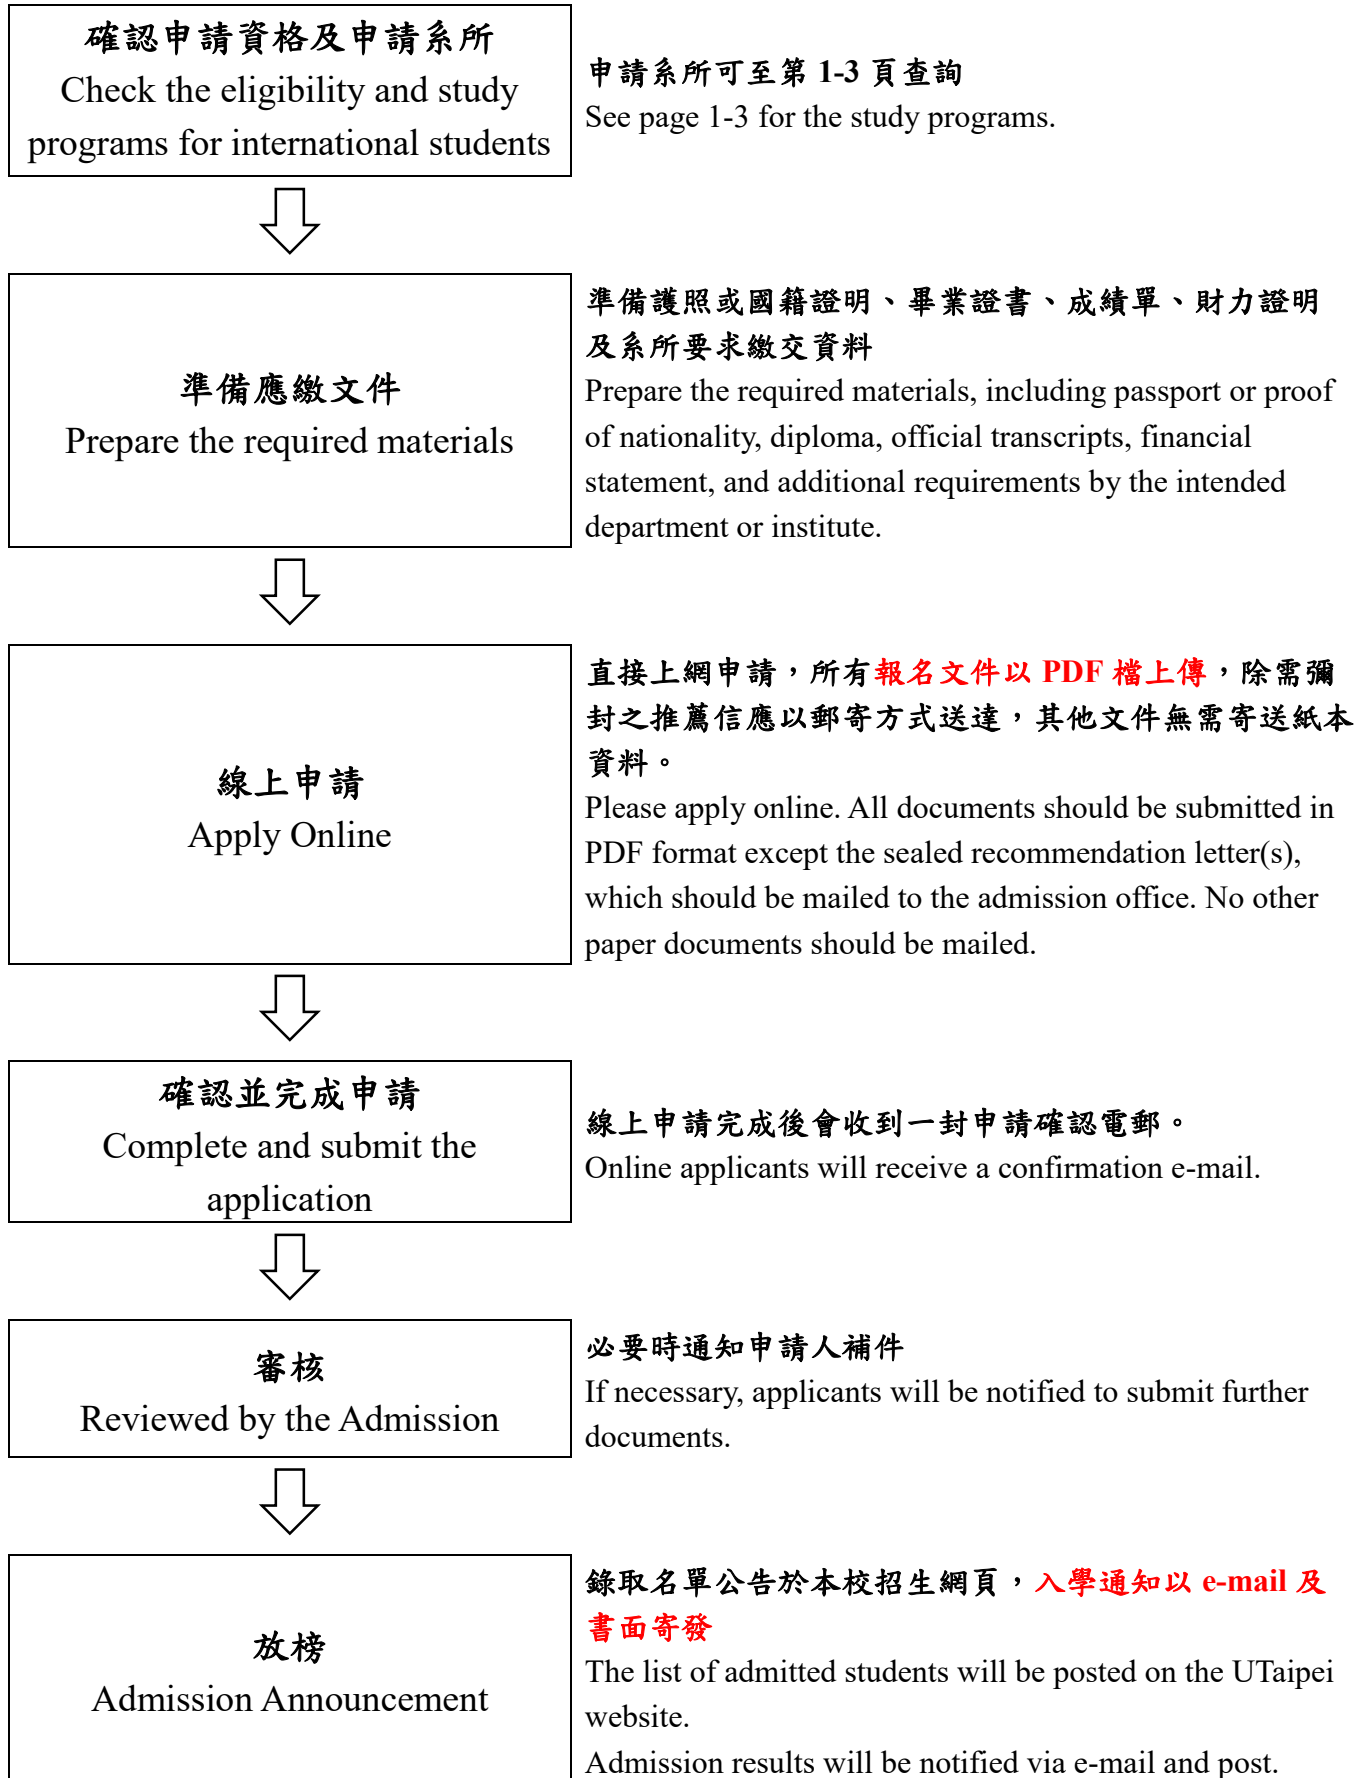 確認申請資格及申請系所
Check the eligibility and study
programs for international students
申請系所可至第 1-3 頁查詢
See page 1-3 for the study programs.
準備應繳文件
Prepare the required materials
準備護照或國籍證明、畢業證書、成績單、財力證明
及系所要求繳交資料
Prepare the required materials, including passport or proof
of nationality, diploma, official transcripts, financial
statement, and additional requirements by the intended
department or institute.
線上申請
Apply Online
直接上網申請，所有報名文件以 PDF 檔上傳，除需彌
封之推薦信應以郵寄方式送達，其他文件無需寄送紙本
資料。
Please apply online. All documents should be submitted in
PDF format except the sealed recommendation letter(s),
which should be mailed to the admission office. No other
paper documents should be mailed.
確認並完成申請
Complete and submit the
application
線上申請完成後會收到一封申請確認電郵。
Online applicants will receive a confirmation e-mail.
審核
Reviewed by the Admission
必要時通知申請人補件
If necessary, applicants will be notified to submit further
documents.
放榜
Admission Announcement
錄取名單公告於本校招生網頁，入學通知以 e-mail 及
書面寄發
The list of admitted students will be posted on the UTaipei
website.
Admission results will be notified via e-mail and post.